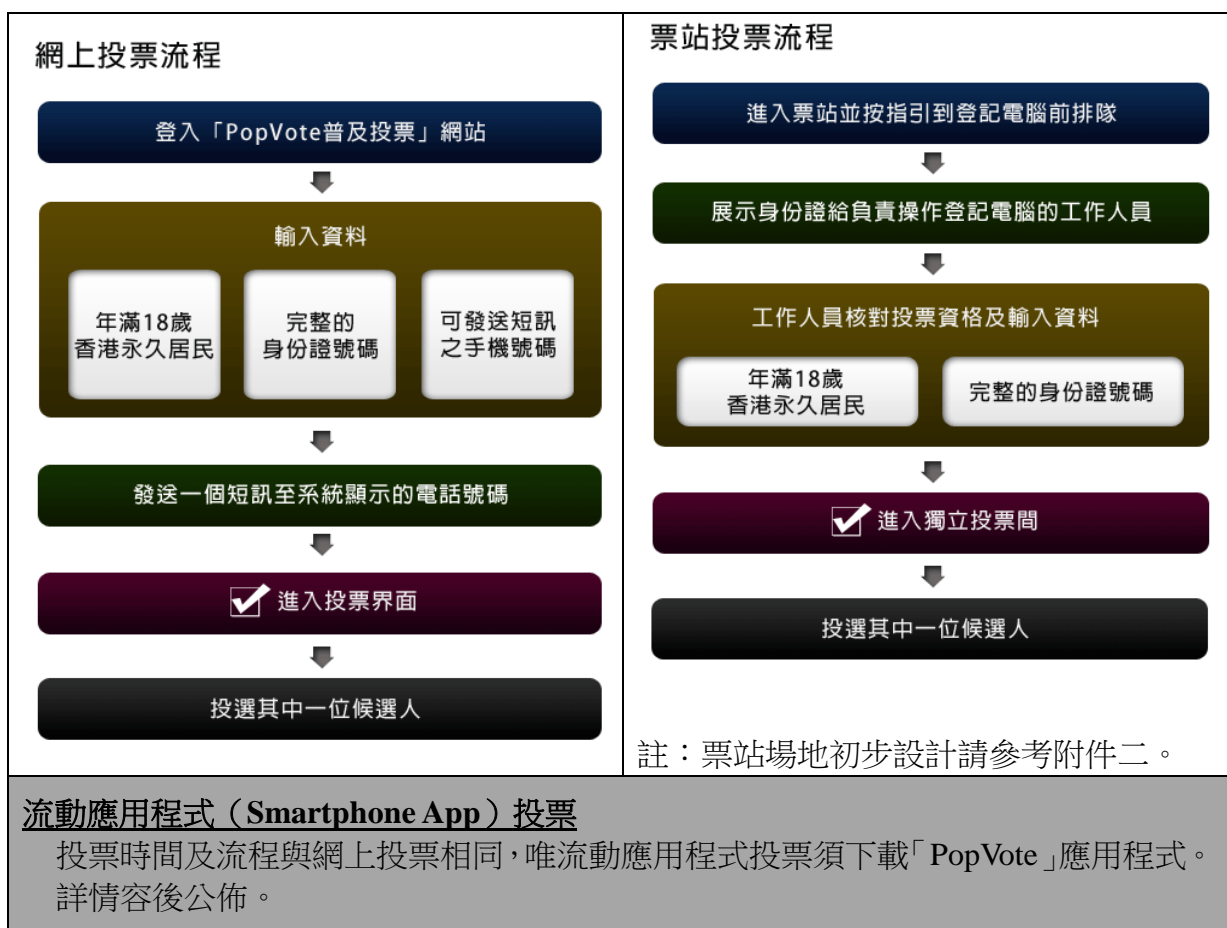 網上投票流程
登入「PopVote普及投票」網站
輸入資料
年滿18歲
香港永久居民
完整的
身份證號碼
可發送短訊
之手機號碼
發送一個短訊至系統顯示的電話號碼
進入投票界面
投選其中一位候選人
票站投票流程
進入票站並按指引到登記電腦前排隊
展示身份證給負責操作登記電腦的工作人員
工作人員核對投票資格及輸入資料
年滿18歲
香港永久居民
完整的身份證號碼
進入獨立投票間
投選其中一位候選人
註：票站場地初步設計請參考附件二。
流動應用程式（Smartphone App）投票
投票時間及流程與網上投票相同，唯流動應用程式投票須下載「PopVote」應用程式。
詳情容後公佈。